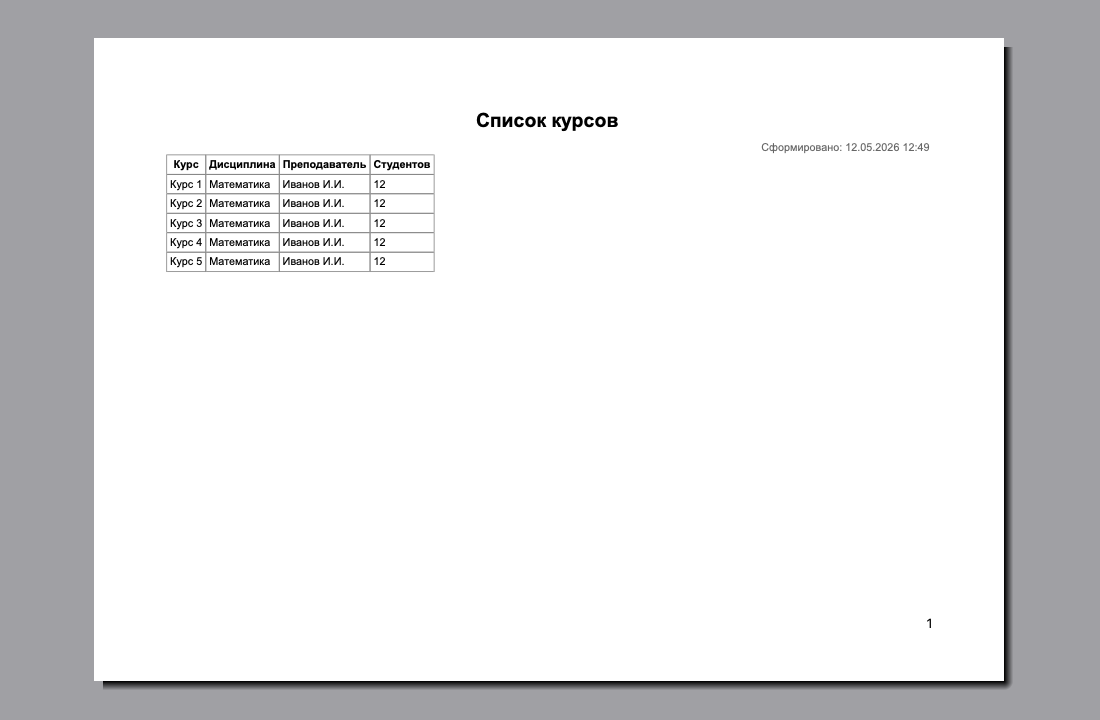 Список курсов
Сформировано: 12.05.2026 12:49
Курс Дисциплина Преподаватель Студентов
Курс 1 Математика Иванов И.И. 12
Курс 2 Математика Иванов И.И. 12
Курс 3 Математика Иванов И.И. 12
Курс 4 Математика Иванов И.И. 12
Курс 5 Математика Иванов И.И. 12
1